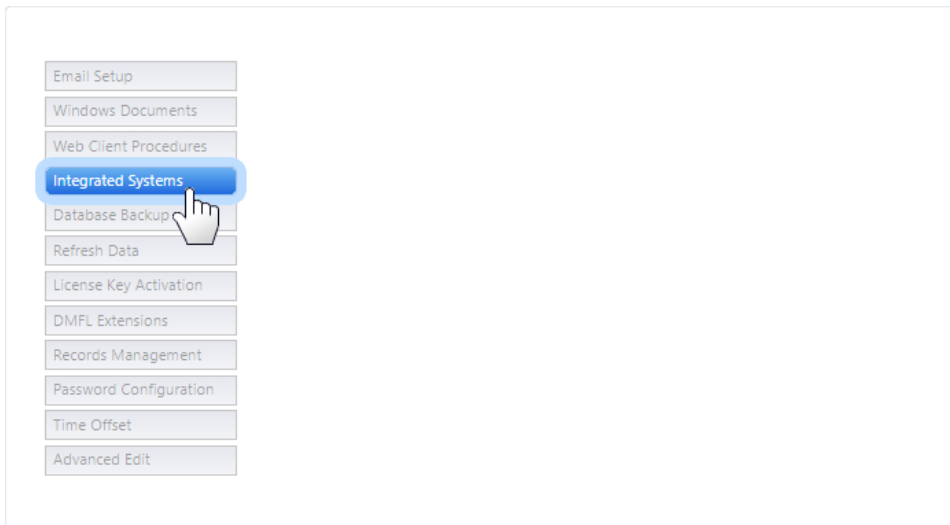 Email Setup
Windows Documents
Web Client Procedures
Integrated Systems
Database Backup
Refresh Data
License Key Activation
DMFL Extensions
Records Management
Password Configuration
Time Offset
Advanced Edit